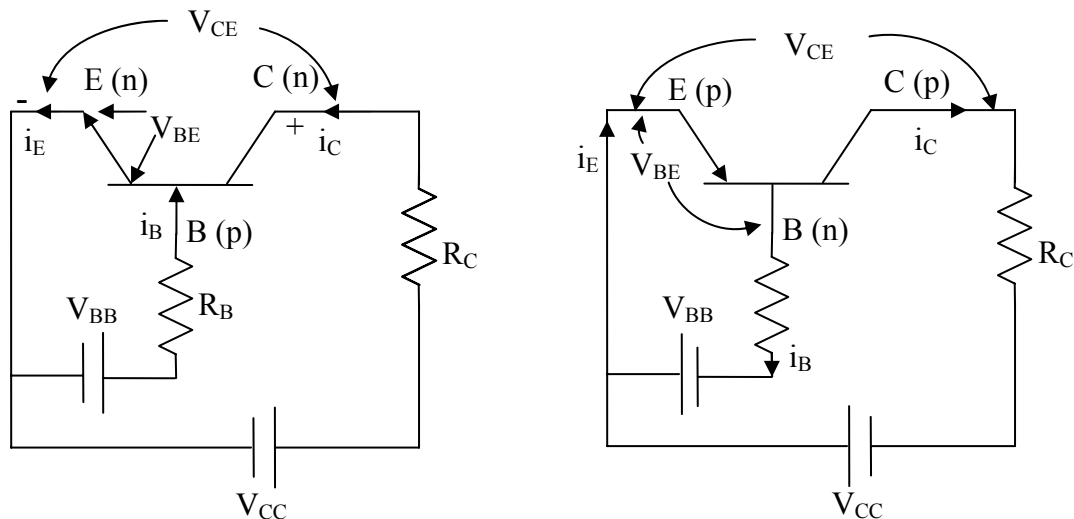 V_CE
E (n)
C (n)
-
V_BE
+
i_E
i_C
i_B
B (p)
R_C
R_B
V_BB
V_CC
V_CE
E (p)
C (p)
i_E
V_BE
i_C
B (n)
R_C
V_BB
i_B
V_CC